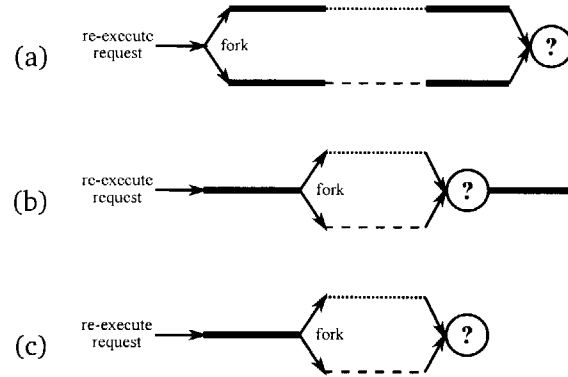 re-execute
request
(a)
fork
?
re-execute
request
(b)
fork
?
re-execute
request
(c)
fork
?